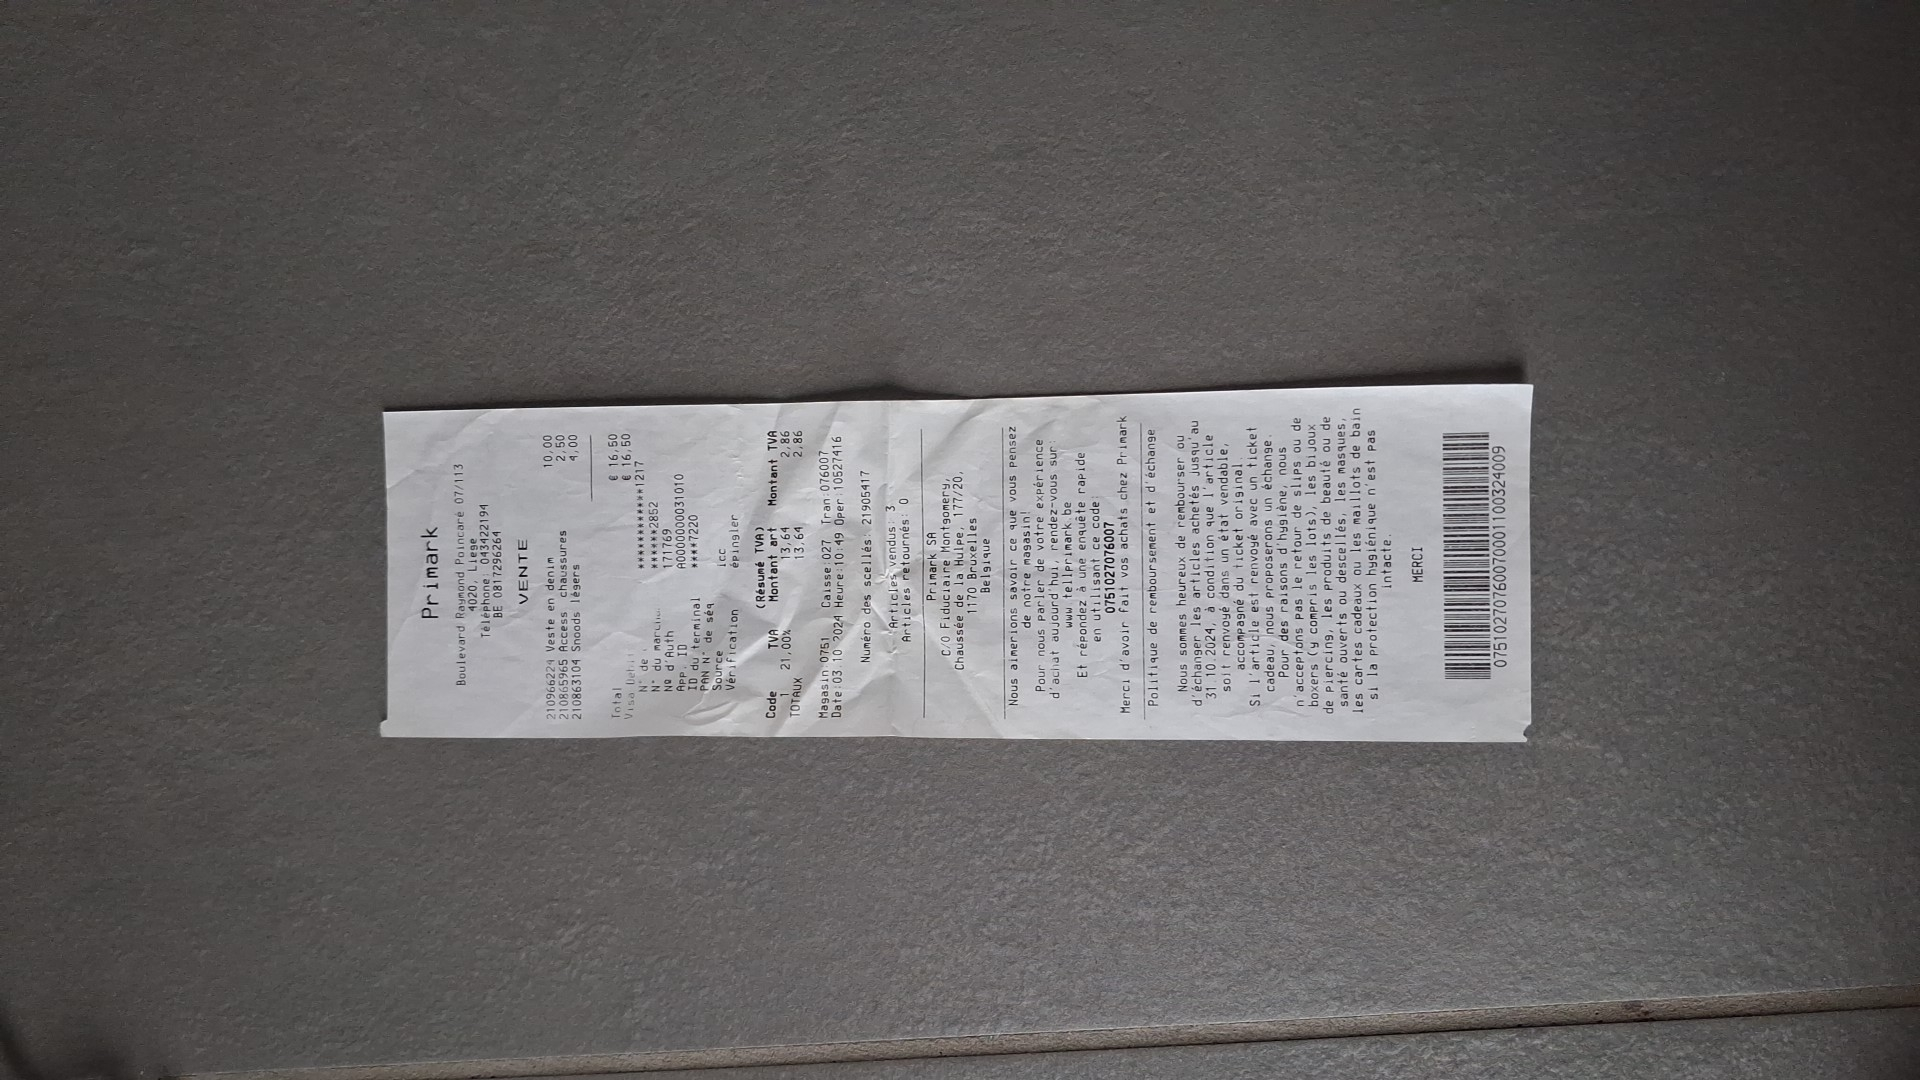 Primark
Boulevard Raymond Poincaré 07/113
4020, Liege
Téléphone: 043422194
BE 0817296264
VENTE
210966224 Veste en denim 10,00
210865965 Access chaussures 2,50
210863104 Snoods légers 4,00
Total € 16,50
Visa € 16,50
N° de ************1217
N° du ******2852
Nº d'Auth 171769
App. ID A0000000031010
ID du terminal ****7220
PAN N° de séq
Source icc
Vérification épingler
(Résumé TVA)
Code TVA Montant art Montant TVA
1 21,00% 13,64 2,86
TOTAUX 13,64 2,86
Magasin:0751 Caisse:027 Tran:076007
Date:03.10.2024 Heure:10:49 Oper:10527416
Numéro des scellés: 21905417
Articles vendus: 3
Articles retournés: 0
Primark SA
C/O Fiduciaire Montgomery,
Chaussée de la Hulpe, 177/20,
1170 Bruxelles
Belgique
Nous aimerions savoir ce que vous pensez
de notre magasin!
Pour nous parler de votre expérience
d'achat aujourd'hui, rendez-vous sur:
www.tellprimark.be
Et répondez à une enquête rapide
en utilisant ce code:
0751027076007
Merci d'avoir fait vos achats chez Primark
Politique de remboursement et d'échange
Nous sommes heureux de rembourser ou
d'échanger les articles achetés jusqu'au
31.10.2024, à condition que l'article
soit renvoyé dans un état vendable,
accompagné du ticket original.
Si l'article est renvoyé avec un ticket
cadeau, nous proposerons un échange.
Pour des raisons d'hygiène, nous
n'acceptons pas le retour de slips ou de
boxers (y compris les lots), les bijoux
de piercing, les produits de beauté ou de
santé ouverts ou descellés, les masques,
les cartes cadeaux ou les maillots de bain
si la protection hygiénique n'est pas
intacte.
MERCI
07510270760070001100324009